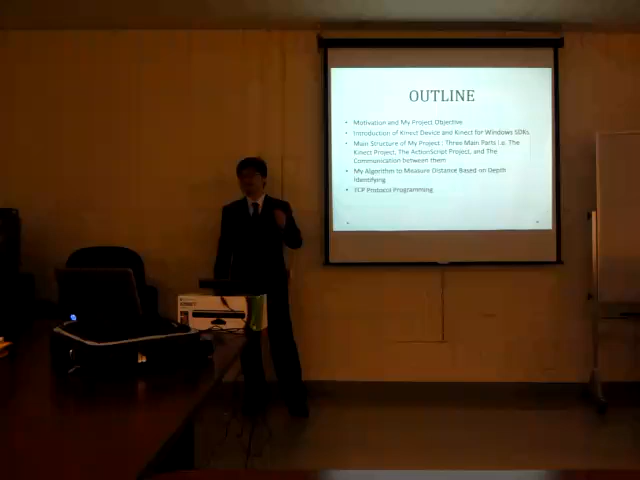 OUTLINE
• Motivation and My Project Objective
• Introduction of Kinect Device and Kinect for Windows SDKs
• Main Structure of My Project : Three Main Parts i.e. The
Kinect Project, The ActionScript Project, and The
Communication between them
• My Algorithm to Measure Distance Based on Depth
Identifying
• TCP Protocol Programming